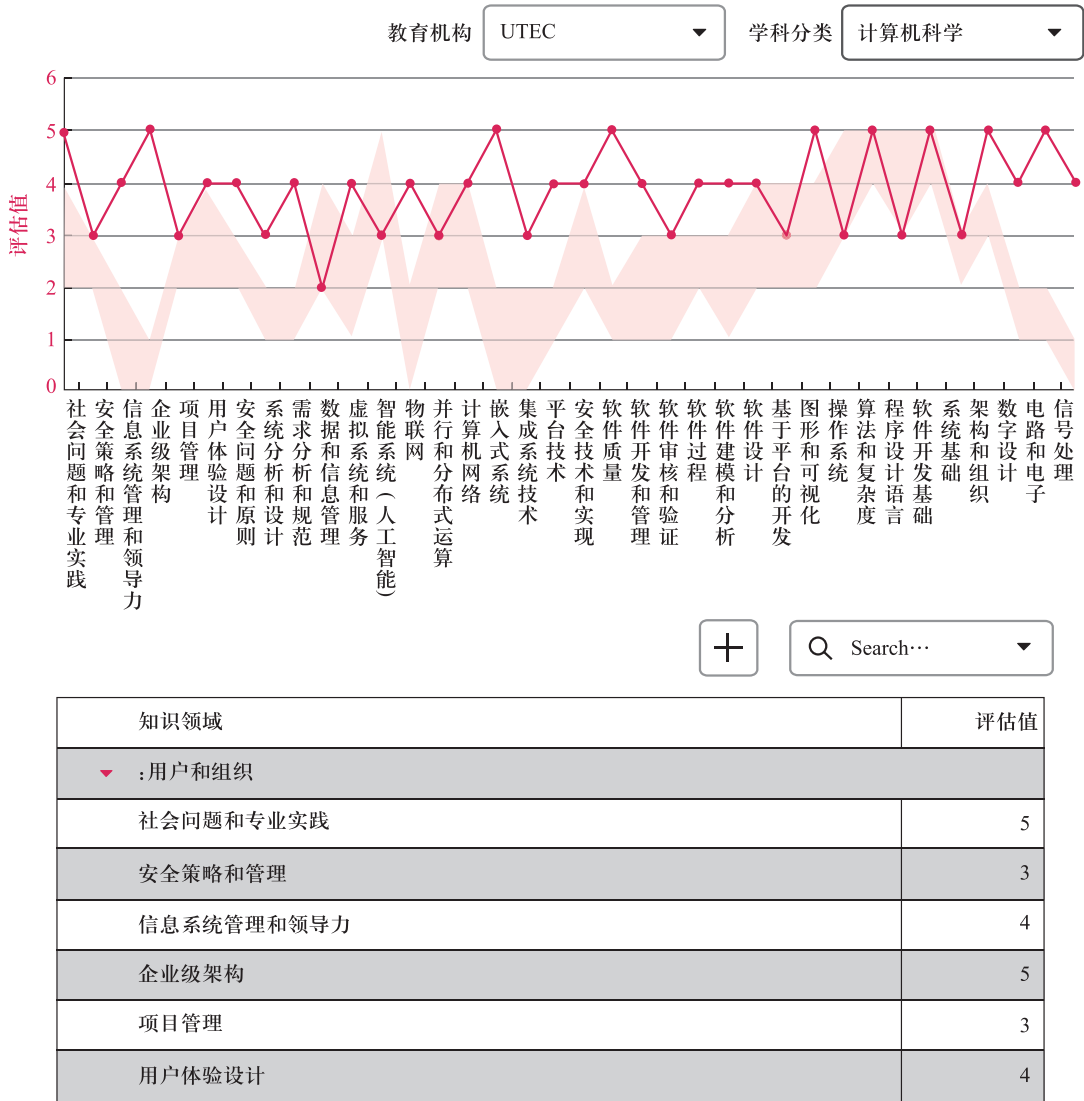 教育机构 UTEC 学科分类 计算机科学
评估值
6
5
4
3
2
1
0
社会问题和专业实践
安全策略和管理
信息系统管理和领导力
企业级架构
项目管理
用户体验设计
安全问题和原则
系统分析和设计
需求分析和规范
数据和信息管理
虚拟系统和服务
智能系统(人工智能)
物联网
并行和分布式运算
计算机网络
嵌入式系统
集成系统技术
平台技术
安全技术和实现
软件质量
软件开发和管理
软件审核和验证
软件过程
软件建模和分析
软件设计
基于平台的开发
图形和可视化
操作系统
算法和复杂度
程序设计语言
软件开发基础
系统基础
架构和组织
数字设计
电路和电子
信号处理
Search…
知识领域 评估值
:用户和组织
社会问题和专业实践 5
安全策略和管理 3
信息系统管理和领导力 4
企业级架构 5
项目管理 3
用户体验设计 4